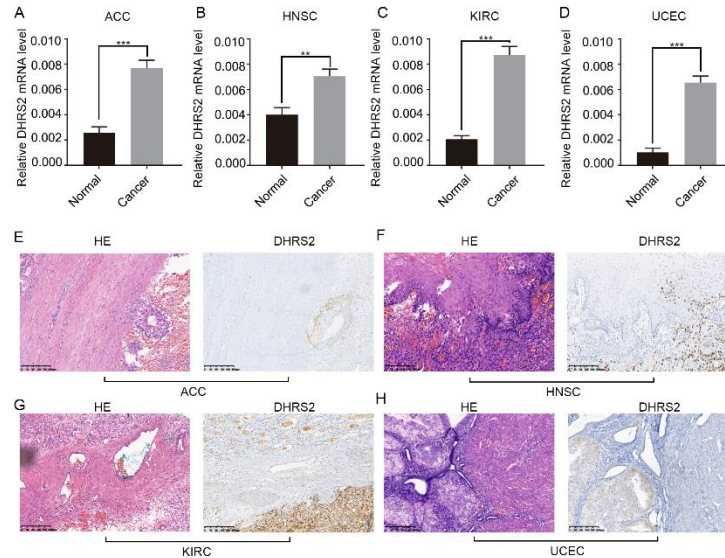 A
ACC
Relative DHRS2 mRNA level
0.010
0.008
0.006
0.004
0.002
0.000
***
Normal
Cancer
B
HNSC
Relative DHRS2 mRNA level
0.010
0.008
0.006
0.004
0.002
0.000
**
Normal
Cancer
C
KIRC
Relative DHRS2 mRNA level
0.010
0.008
0.006
0.004
0.002
0.000
***
Normal
Cancer
D
UCEC
Relative DHRS2 mRNA level
0.010
0.008
0.006
0.004
0.002
0.000
***
Normal
Cancer
E
HE
DHRS2
ACC
F
HE
DHRS2
HNSC
G
HE
DHRS2
KIRC
H
HE
DHRS2
UCEC